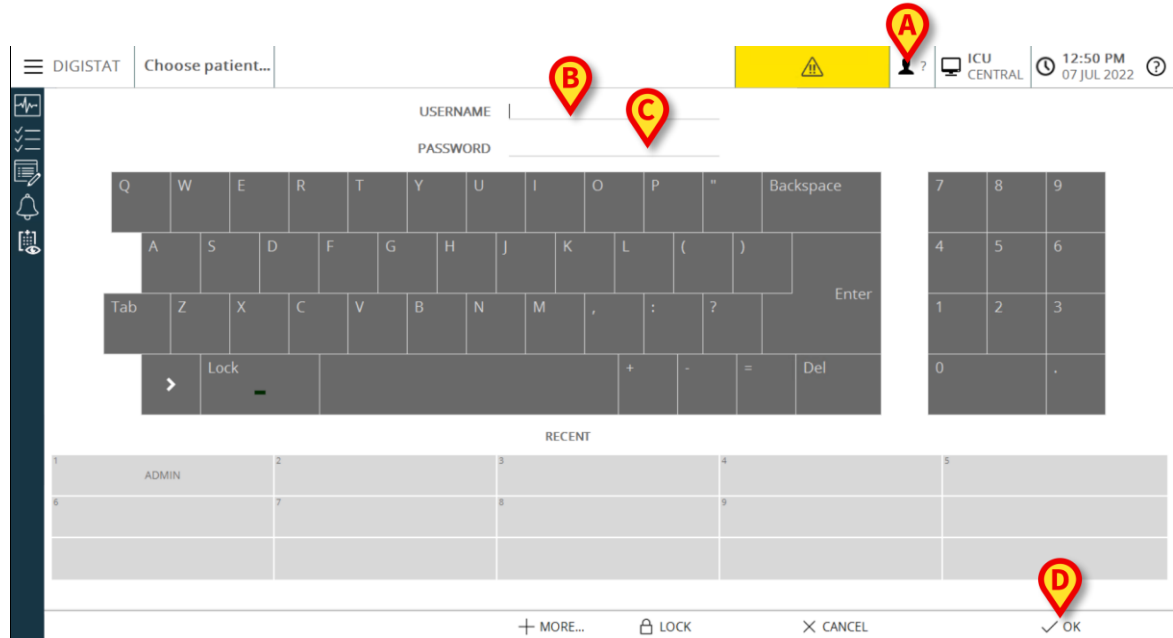 A
DIGISTAT Choose patient... ? ICU CENTRAL 12:50 PM 07 JUL 2022 ?
B
USERNAME
C
PASSWORD
Q W E R T Y U I O P " Backspace 7 8 9
A S D F G H J K L ( ) 4 5 6
Enter
Tab Z X C V B N M , : ? 1 2 3
Lock + - = Del 0 .
RECENT
1 ADMIN 2 3 4 5
6 7 8 9
D
MORE... LOCK CANCEL OK